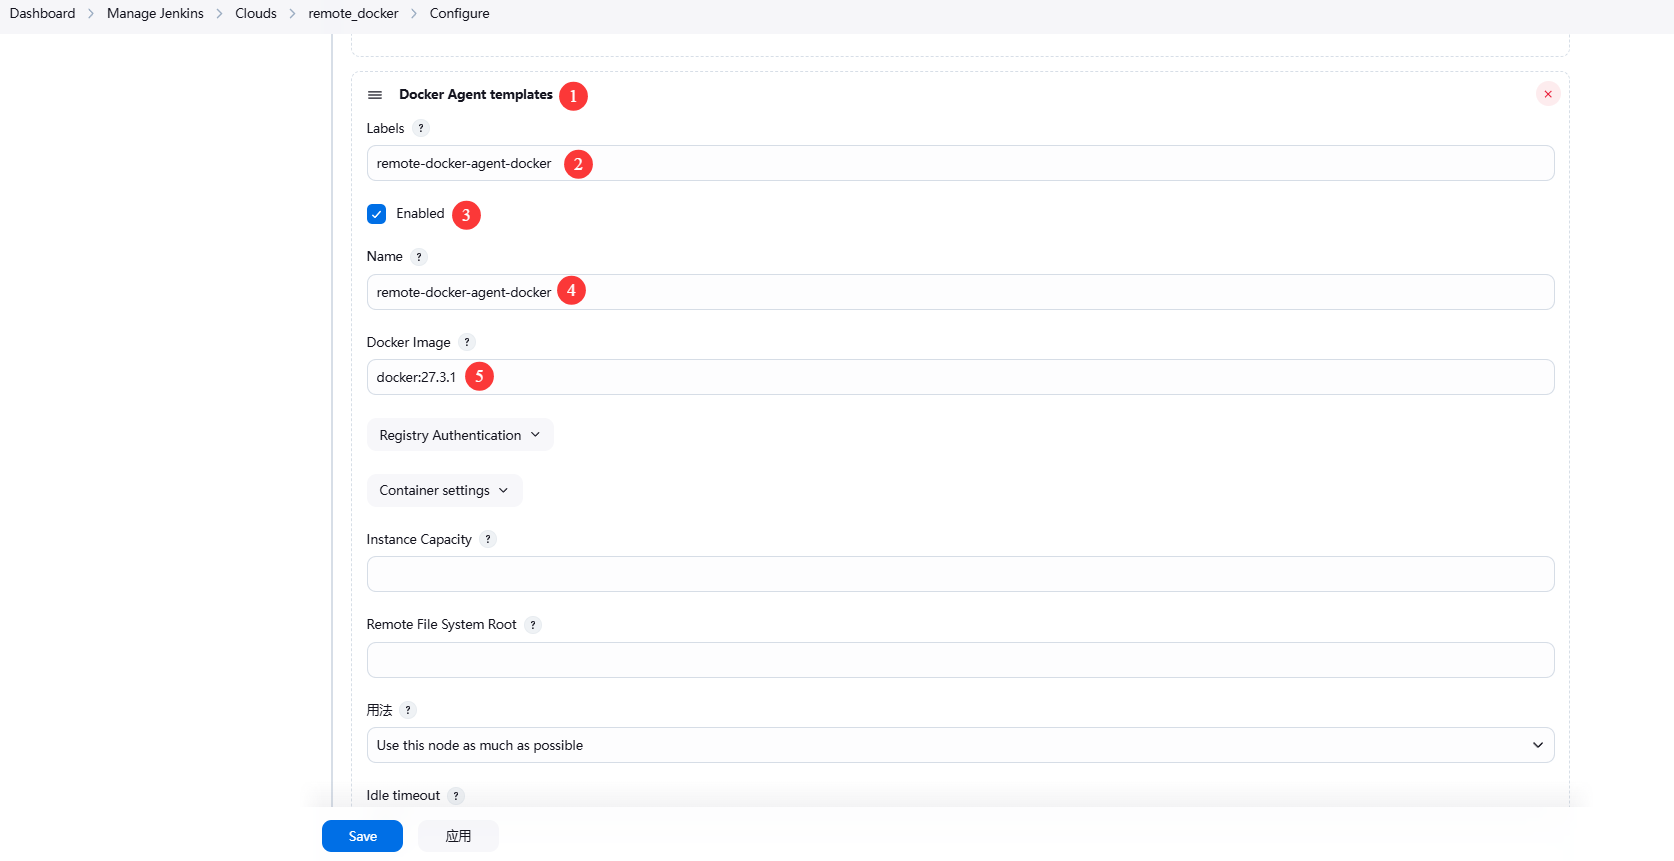 Dashboard > Manage Jenkins > Clouds > remote_docker > Configure
Docker Agent templates 1
Labels ?
remote-docker-agent-docker 2
Enabled 3
Name ?
remote-docker-agent-docker 4
Docker Image ?
docker:27.3.1 5
Registry Authentication
Container settings
Instance Capacity ?
Remote File System Root ?
用法 ?
Use this node as much as possible
Idle timeout ?
Save 应用